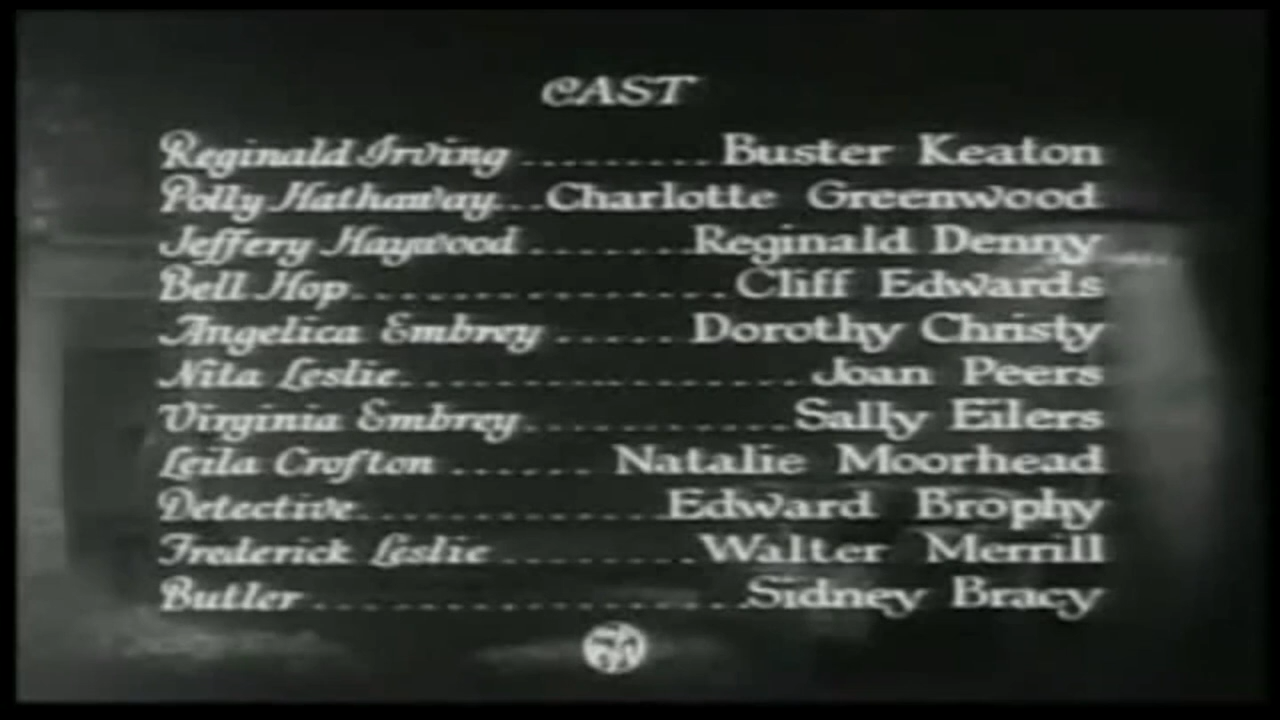 CAST
Reginald Irving ......... Buster Keaton
Polly Hathaway... Charlotte Greenwood
Jeffery Haywood ....... Reginald Denny
Bell Hop................. Cliff Edwards
Angelica Embrey ..... Dorothy Christy
Nita Leslie.................. Joan Peers
Virginia Embrey............ Sally Eilers
Leila Crofton ...... Natalie Moorhead
Detective............... Edward Brophy
Frederick Leslie ......... Walter Merrill
Butler .................... Sidney Bracy